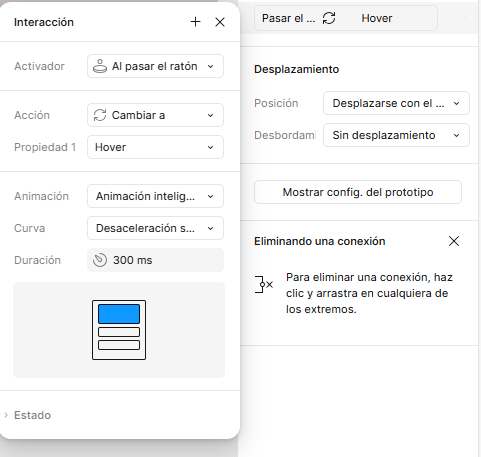 Interacción
Activador
Al pasar el ratón
Acción
Cambiar a
Propiedad 1
Hover
Animación
Animación intelig...
Curva
Desaceleración s...
Duración
300 ms
Estado
Pasar el ...
Hover
Desplazamiento
Posición
Desplazarse con el ...
Desbordami
Sin desplazamiento
Mostrar config. del prototipo
Eliminando una conexión
Para eliminar una conexión, haz
clic y arrastra en cualquiera de
los extremos.